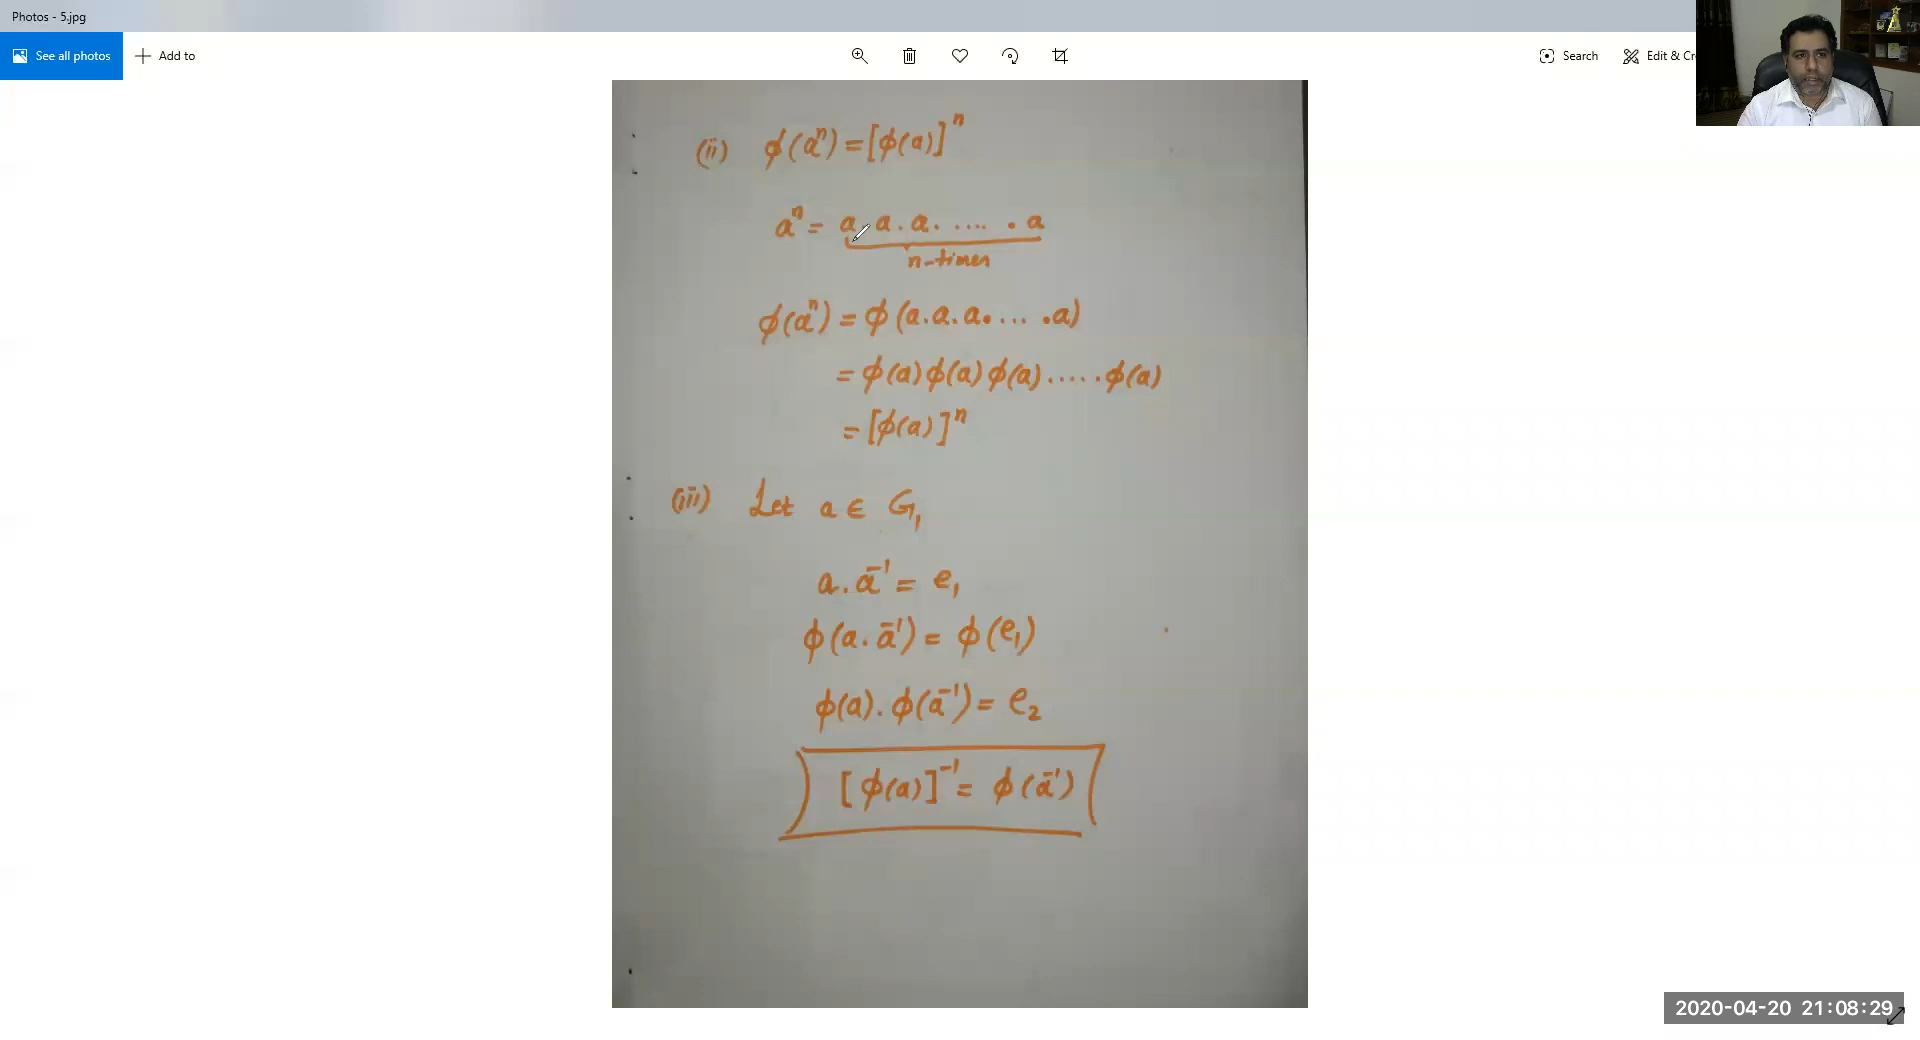 Photos - 5.jpg
See all photos
Add to
Search
Edit & Cr
(ii) ϕ(aⁿ) = [ϕ(a)]ⁿ
aⁿ = a . a . a . .... . a
n-times
ϕ(aⁿ) = ϕ(a.a.a. ... .a)
= ϕ(a)ϕ(a)ϕ(a).....ϕ(a)
= [ϕ(a)]ⁿ
(iii) Let a ∈ G₁
a . a⁻¹ = e₁
ϕ(a . a⁻¹) = ϕ(e₁)
ϕ(a) . ϕ(a⁻¹) = e₂
[ϕ(a)]⁻¹ = ϕ(a⁻¹)
2020-04-20 21:08:29